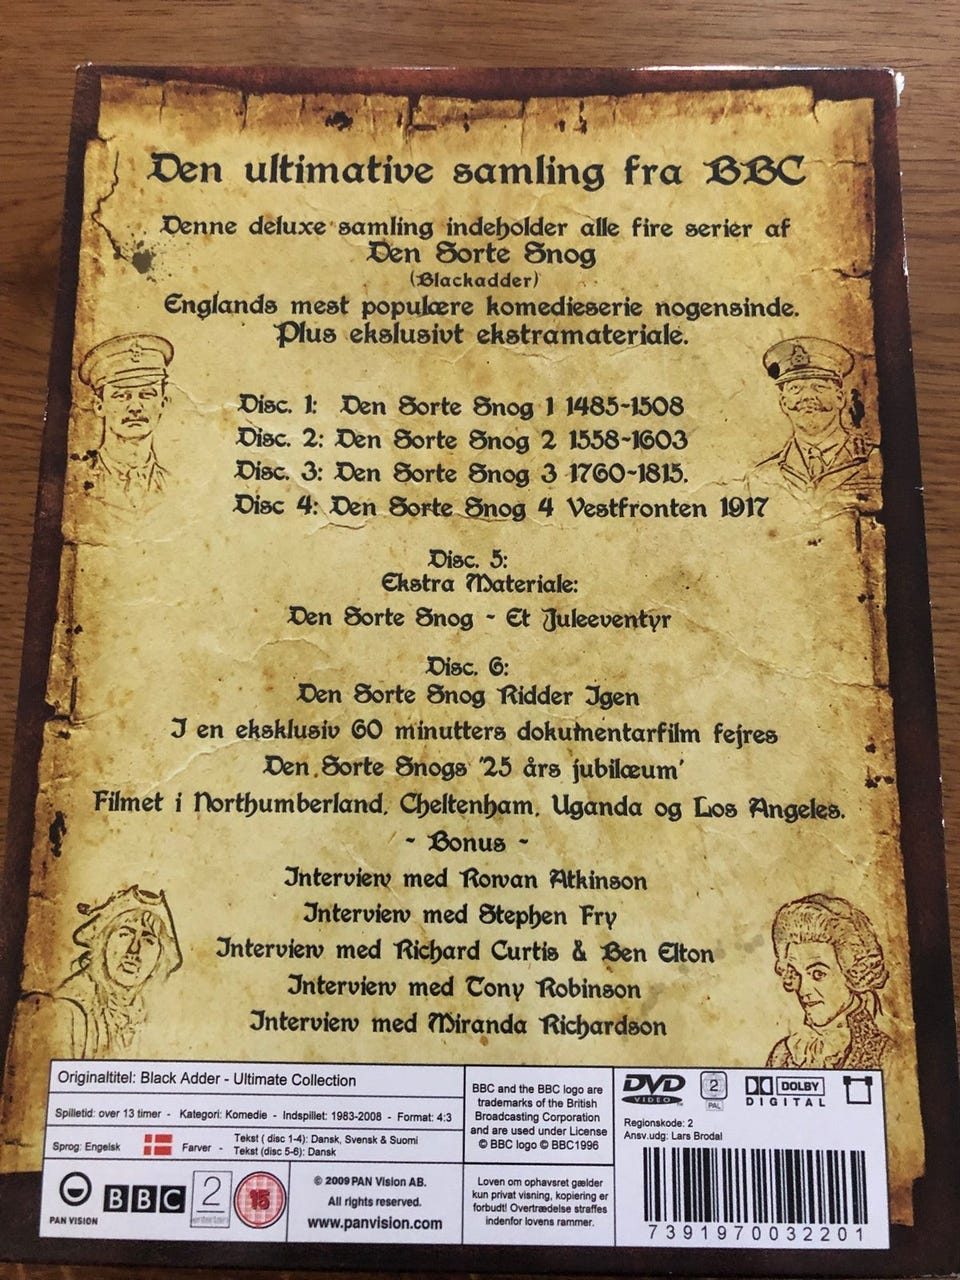 Den ultimative samling fra BBC
Denne deluxe samling indeholder alle fire serier af
Den Sorte Snog
(Blackadder)
Englands mest populære komedieserie nogensinde.
Plus ekslusivt ekstramateriale.
Disc. 1: Den Sorte Snog 1 1485-1508
Disc. 2: Den Sorte Snog 2 1558-1603
Disc. 3: Den Sorte Snog 3 1760-1815.
Disc 4: Den Sorte Snog 4 Vestfronten 1917
Disc. 5:
Ekstra Materiale:
Den Sorte Snog - Et Juleeventyr
Disc. 6:
Den Sorte Snog Ridder Igen
I en eksklusiv 60 minutters dokumentarfilm fejres
Den Sorte Snogs '25 års jubilæum'
Filmet i Northumberland, Cheltenham, Uganda og Los Angeles.
- Bonus -
Interview med Rowan Atkinson
Interview med Stephen Fry
Interview med Richard Curtis & Ben Elton
Interview med Tony Robinson
Interview med Miranda Richardson
Originaltitel: Black Adder - Ultimate Collection
Spilletid: over 13 timer - Kategori: Komedie - Indspillet: 1983-2008 - Format: 4:3
Sprog: Engelsk Farver - Tekst ( disc 1-4): Dansk, Svensk & Suomi
Tekst (disc 5-6): Dansk
PAN VISION
BBC
2
15
© 2009 PAN Vision AB.
All rights reserved.
www.panvision.com
BBC and the BBC logo are
trademarks of the British
Broadcasting Corporation
and are used under License
© BBC logo © BBC1996
Loven om ophavsret gælder
kun privat visning, kopiering er
forbudt! Overtrædelse straffes
indenfor lovens rammer.
DVD
VIDEO
2
PAL
DOLBY
DIGITAL
Regionskode: 2
Ansv.udg: Lars Brodal
7391970032201